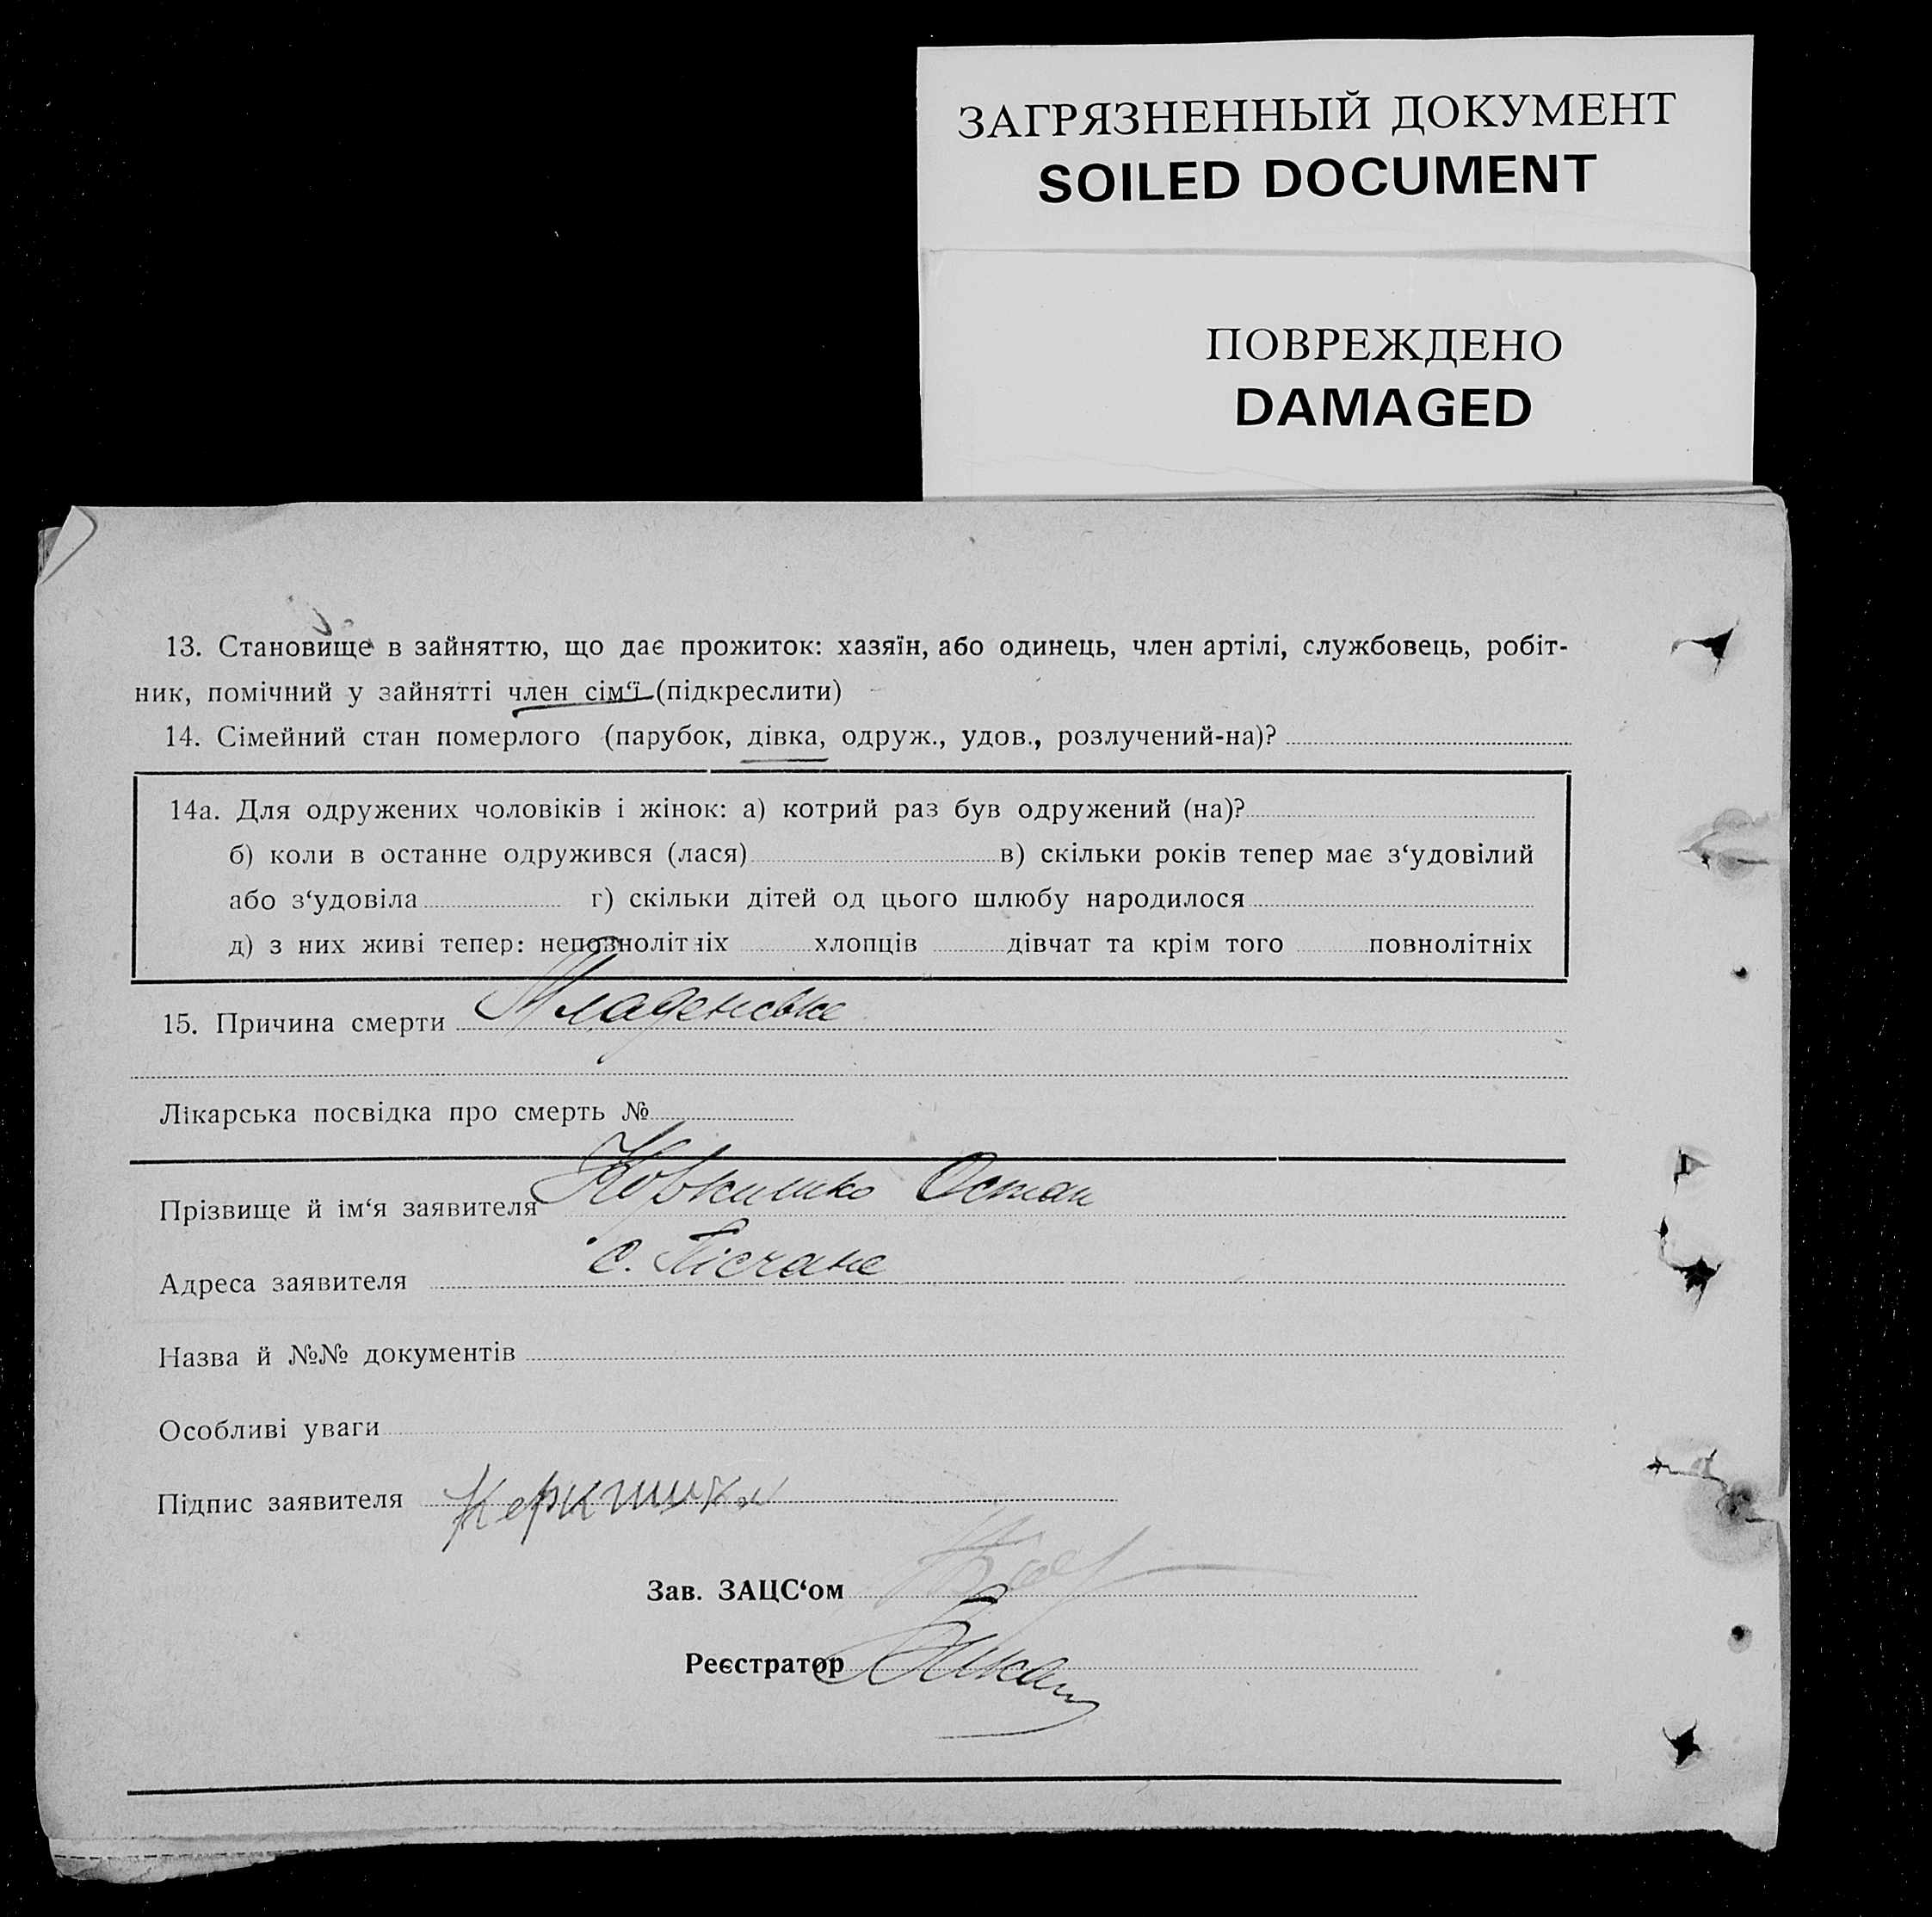 ЗАГРЯЗНЕННЫЙ ДОКУМЕНТ
SOILED DOCUMENT
ПОВРЕЖДЕНО
DAMAGED
13. Становище в зайняттю, що дає прожиток: хазяїн, або одинець, член артілі, службовець, робіт-
ник, помічний у зайнятті член сім‘ї (підкреслити)
14. Сімейний стан померлого (парубок, дівка, одруж., удов., розлучений-на)?
14а. Для одружених чоловіків і жінок: а) котрий раз був одружений (на)?
б) коли в останне одружився (лася) в) скільки років тепер має з‘удовілий
або з‘удовіла г) скільки дітей од цього шлюбу народилося
д) з них живі тепер: неповнолітніх хлопців дівчат та крім того повнолітніх
15. Причина смерти Младенське
Лікарська посвідка про смерть №
Прізвище й ім‘я заявителя Остап
Адреса заявителя с. Пісчане
Назва й №№ документів
Особливі уваги
Підпис заявителя
Зав. ЗАЦС‘ом
Реєстратор